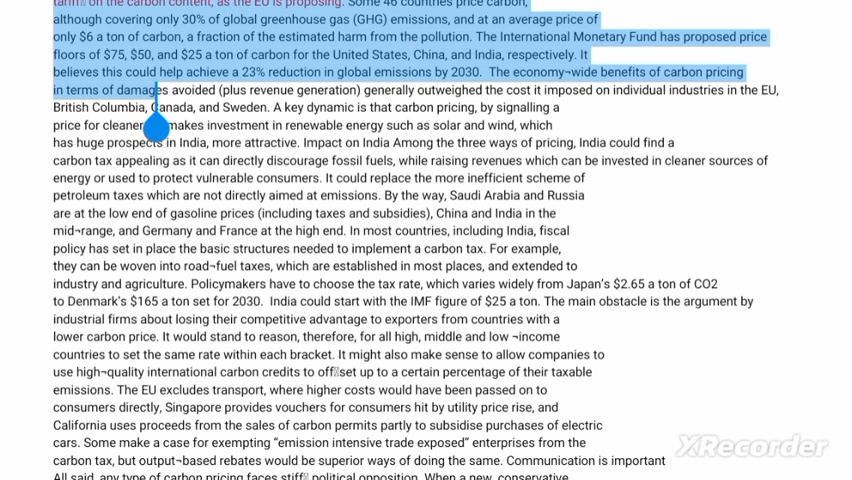 tariff on the carbon content, as the EU is proposing. Some 46 countries price carbon,
although covering only 30% of global greenhouse gas (GHG) emissions, and at an average price of
only $6 a ton of carbon, a fraction of the estimated harm from the pollution. The International Monetary Fund has proposed price
floors of $75, $50, and $25 a ton of carbon for the United States, China, and India, respectively. It
believes this could help achieve a 23% reduction in global emissions by 2030. The economy¬wide benefits of carbon pricing
in terms of damages avoided (plus revenue generation) generally outweighed the cost it imposed on individual industries in the EU,
British Columbia, Canada, and Sweden. A key dynamic is that carbon pricing, by signalling a
price for cleaner makes investment in renewable energy such as solar and wind, which
has huge prospects in India, more attractive. Impact on India Among the three ways of pricing, India could find a
carbon tax appealing as it can directly discourage fossil fuels, while raising revenues which can be invested in cleaner sources of
energy or used to protect vulnerable consumers. It could replace the more inefficient scheme of
petroleum taxes which are not directly aimed at emissions. By the way, Saudi Arabia and Russia
are at the low end of gasoline prices (including taxes and subsidies), China and India in the
mid¬range, and Germany and France at the high end. In most countries, including India, fiscal
policy has set in place the basic structures needed to implement a carbon tax. For example,
they can be woven into road¬fuel taxes, which are established in most places, and extended to
industry and agriculture. Policymakers have to choose the tax rate, which varies widely from Japan's $2.65 a ton of CO2
to Denmark's $165 a ton set for 2030. India could start with the IMF figure of $25 a ton. The main obstacle is the argument by
industrial firms about losing their competitive advantage to exporters from countries with a
lower carbon price. It would stand to reason, therefore, for all high, middle and low ¬income
countries to set the same rate within each bracket. It might also make sense to allow companies to
use high¬quality international carbon credits to off▯set up to a certain percentage of their taxable
emissions. The EU excludes transport, where higher costs would have been passed on to
consumers directly, Singapore provides vouchers for consumers hit by utility price rise, and
California uses proceeds from the sales of carbon permits partly to subsidise purchases of electric
cars. Some make a case for exempting “emission intensive trade exposed” enterprises from the
carbon tax, but output¬based rebates would be superior ways of doing the same. Communication is important
All said, any type of carbon pricing faces stiff▯ political opposition. When a new, conservative
XRecorder